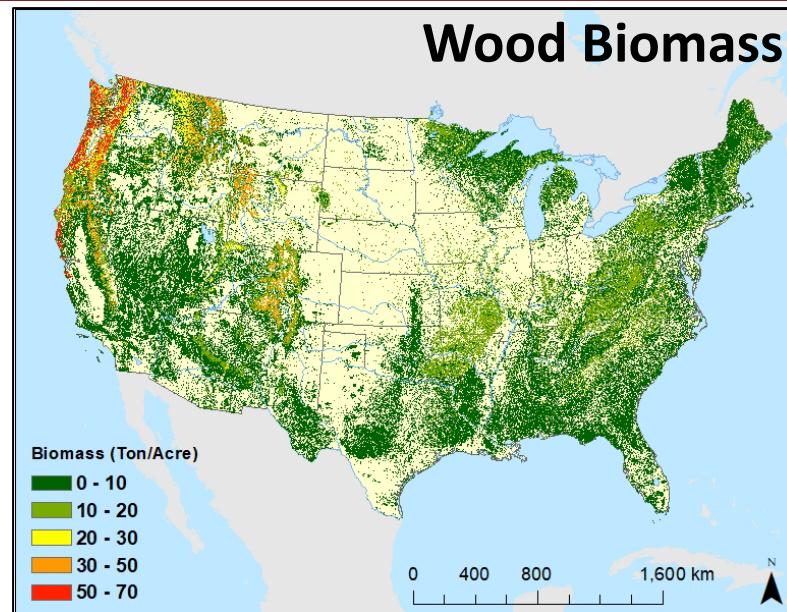 Wood Biomass
Biomass (Ton/Acre)
0 - 10
10 - 20
20 - 30
30 - 50
50 - 70
0 400 800 1,600 km
N